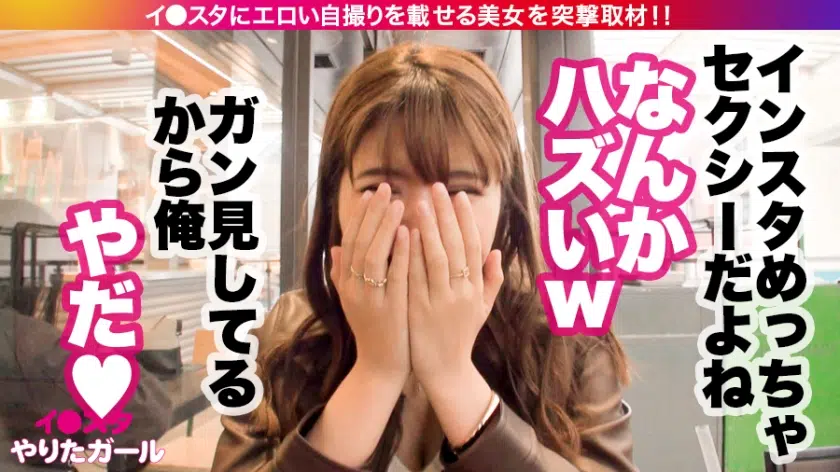 イ●スタにエロい自撮りを載せる美女を突撃取材!!
インスタめっちゃ
セクシーだよね
なんか
ハズいw
ガン見してる
から俺
やだ♥
イ●スタ
やりたガール